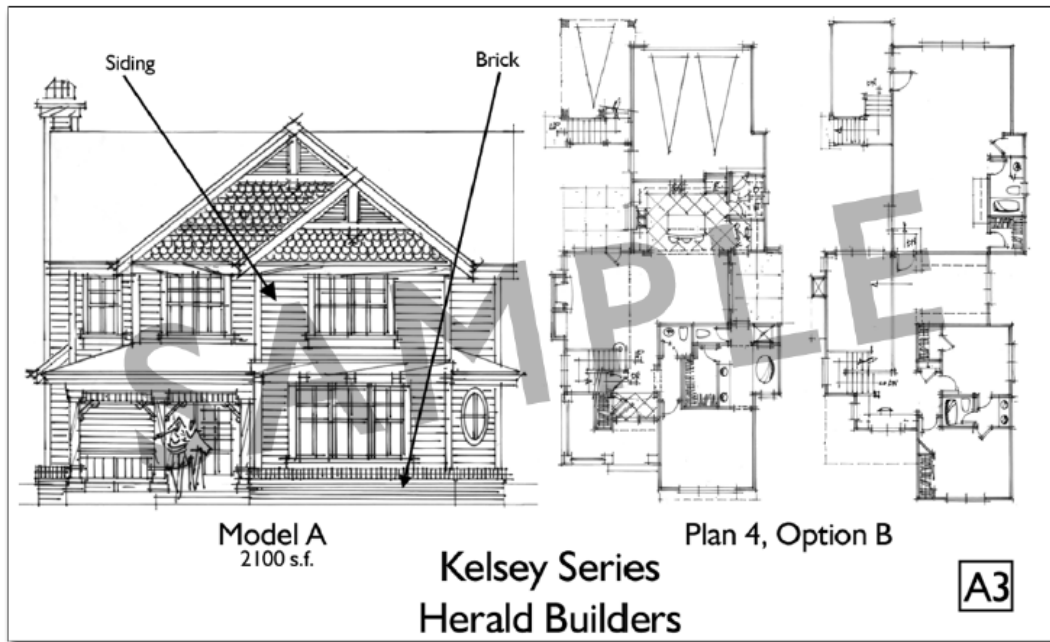 Siding
Brick
SAMPLE
Model A
2100 s.f.
Plan 4, Option B
Kelsey Series
Herald Builders
A3